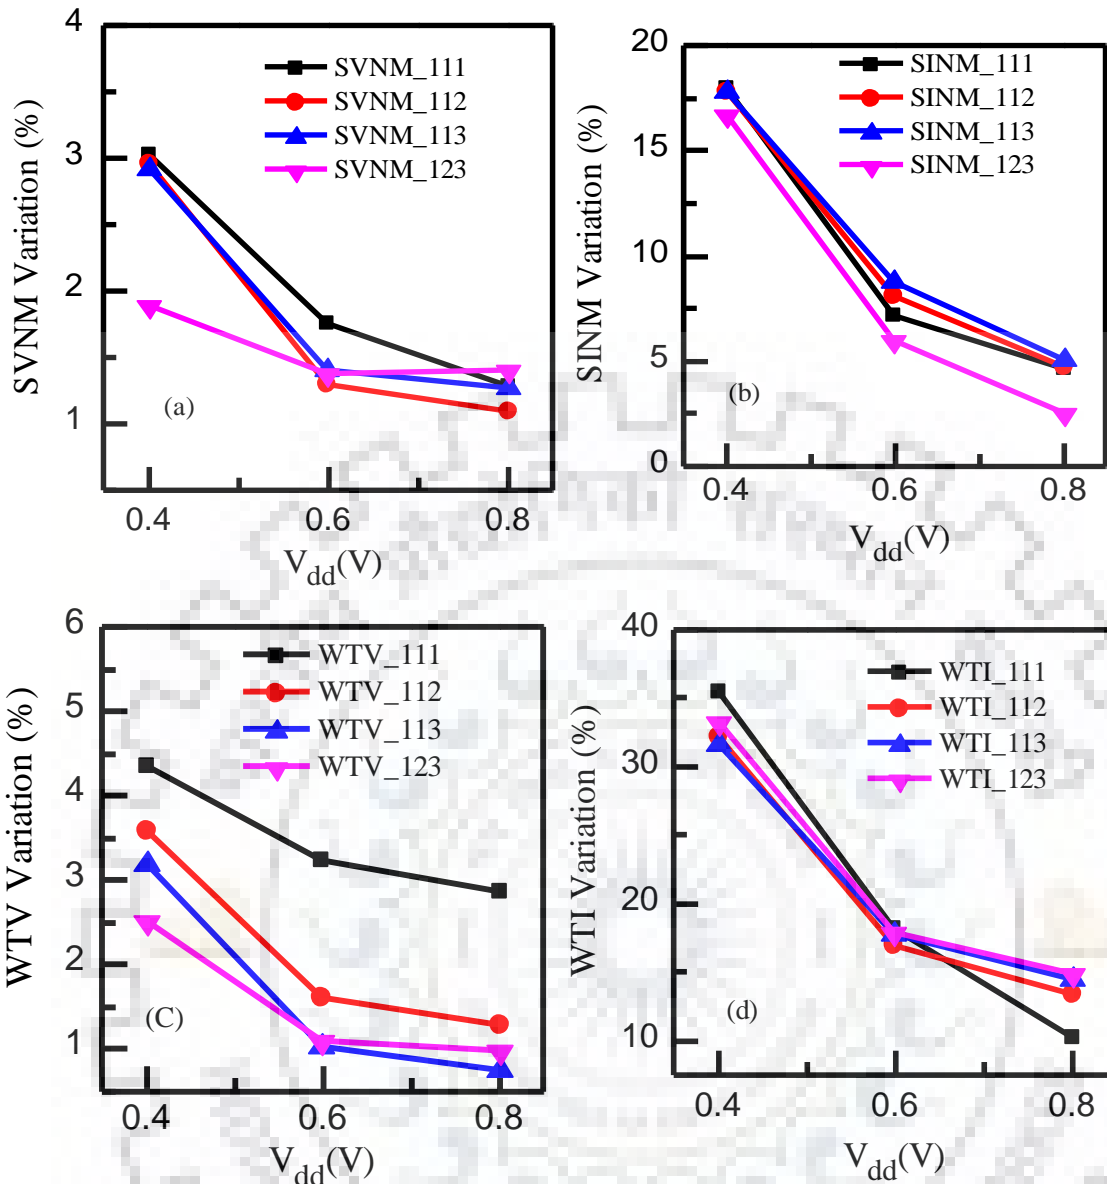 4
3
2
1
SVNM Variation (%)
SVNM_111
SVNM_112
SVNM_113
SVNM_123
(a)
0.4 0.6 0.8
Vdd(V)
20
15
10
5
0
SINM Variation (%)
SINM_111
SINM_112
SINM_113
SINM_123
(b)
0.4 0.6 0.8
Vdd(V)
6
5
4
3
2
1
WTV Variation (%)
WTV_111
WTV_112
WTV_113
WTV_123
(C)
0.4 0.6 0.8
Vdd(V)
40
30
20
10
WTI Variation (%)
WTI_111
WTI_112
WTI_113
WTI_123
(d)
0.4 0.6 0.8
Vdd(V)